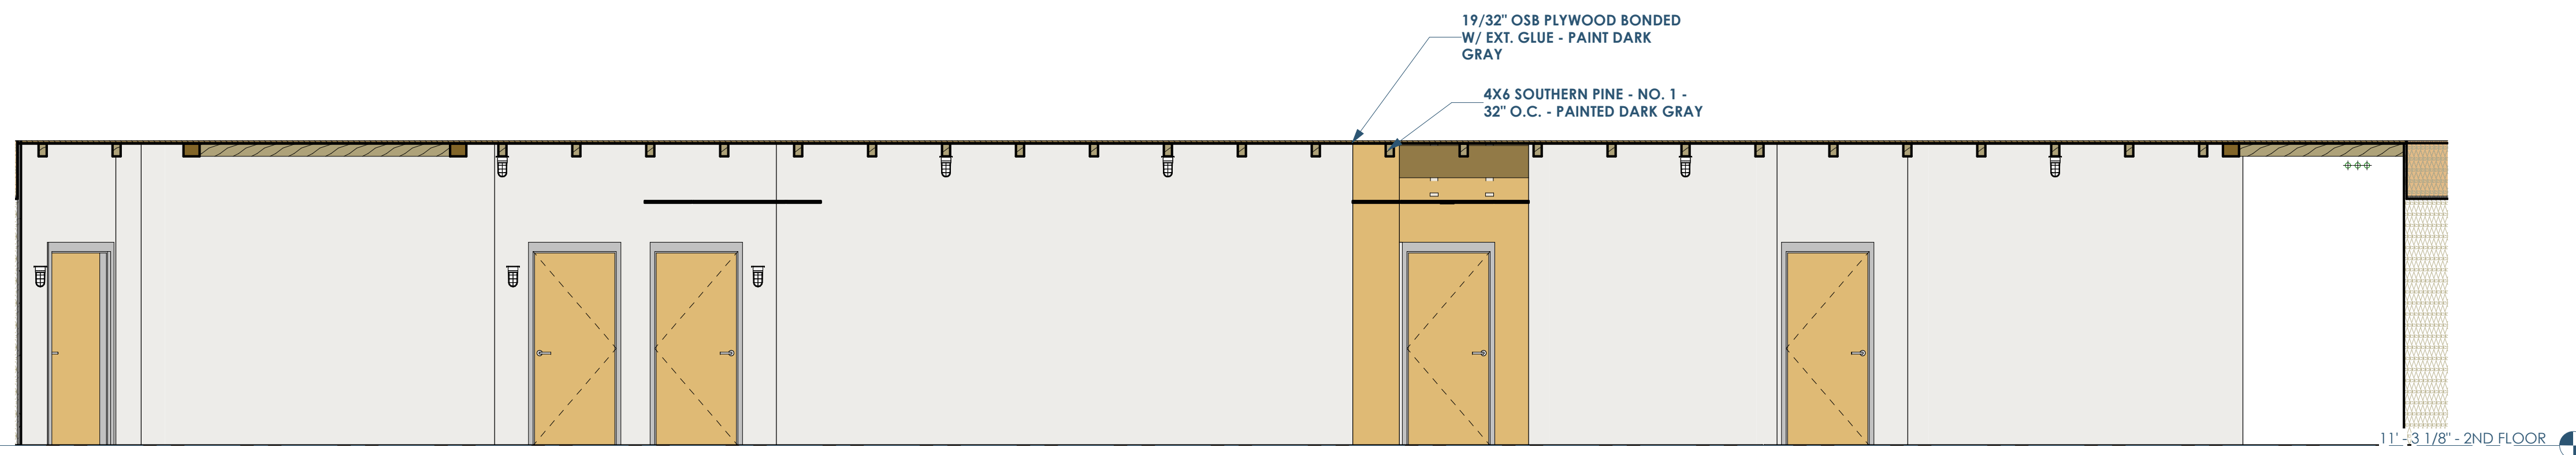 19/32" OSB PLYWOOD BONDED
W/ EXT. GLUE - PAINT DARK
GRAY
4X6 SOUTHERN PINE - NO. 1 -
32" O.C. - PAINTED DARK GRAY
11' - 3 1/8" - 2ND FLOOR